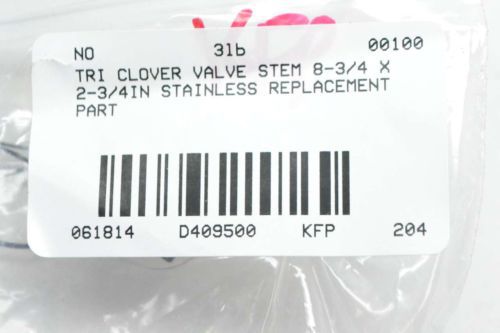 NO 3lb 00100
TRI CLOVER VALVE STEM 8-3/4 X
2-3/4IN STAINLESS REPLACEMENT
PART
061814 D409500 KFP 204